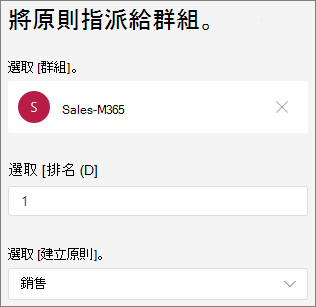 將原則指派給群組。
選取 [群組]。
S
Sales-M365
選取 [排名 (D]
1
選取 [建立原則]。
銷售